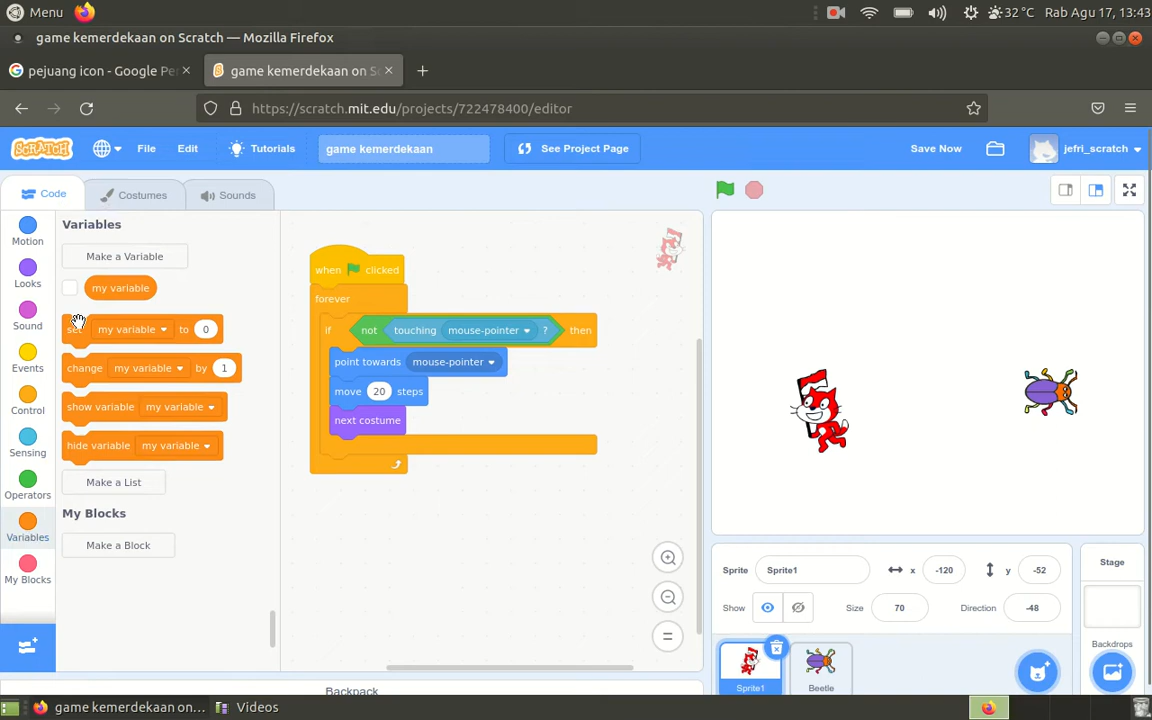 Menu
32 °C Rab Agu 17, 13:43
game kemerdekaan on Scratch — Mozilla Firefox
pejuang icon - Google Pe
game kemerdekaan on Sc
https://scratch.mit.edu/projects/722478400/editor
SCRATCH File Edit Tutorials game kemerdekaan See Project Page Save Now jefri_scratch
Code Costumes Sounds
Motion
Looks
Sound
Events
Control
Sensing
Operators
Variables
My Blocks
Variables
Make a Variable
my variable
set my variable to 0
change my variable by 1
show variable my variable
hide variable my variable
Make a List
My Blocks
Make a Block
when clicked
forever
if not touching mouse-pointer ? then
point towards mouse-pointer
move 20 steps
next costume
Backpack
Sprite Sprite1 x -120 y -52
Show Size 70 Direction -48
Sprite1
Beetle
Stage
Backdrops
game kemerdekaan on... Videos